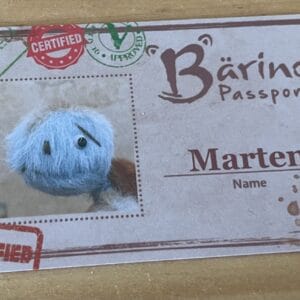 CERTIFIED
APPROVED
Bärino
Passpor
Marten
Name
FIED